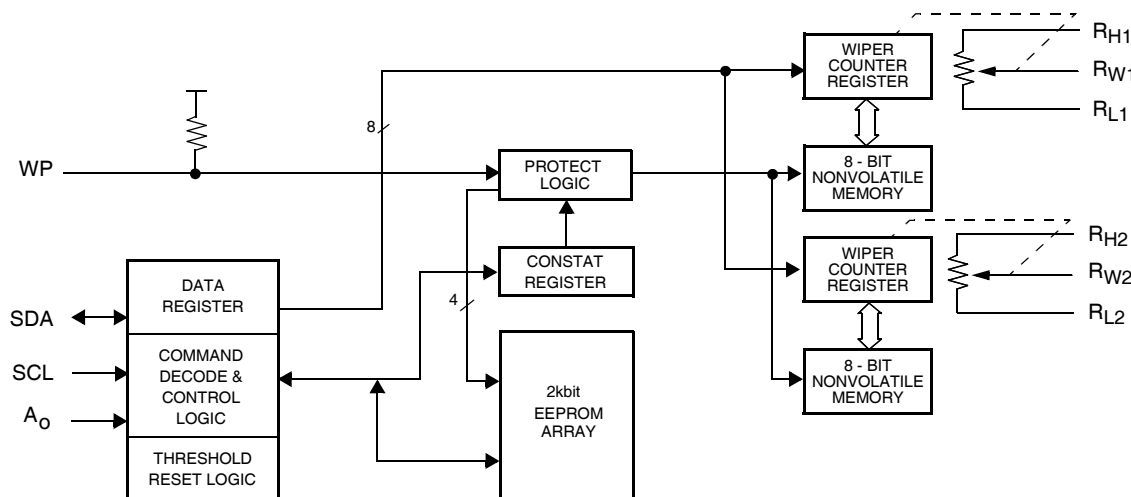 WP
8
PROTECT
LOGIC
CONSTAT
REGISTER
4
SDA
SCL
Ao
DATA
REGISTER
COMMAND
DECODE &
CONTROL
LOGIC
THRESHOLD
RESET LOGIC
2kbit
EEPROM
ARRAY
WIPER
COUNTER
REGISTER
8 - BIT
NONVOLATILE
MEMORY
RH1
RW1
RL1
WIPER
COUNTER
REGISTER
8 - BIT
NONVOLATILE
MEMORY
RH2
RW2
RL2